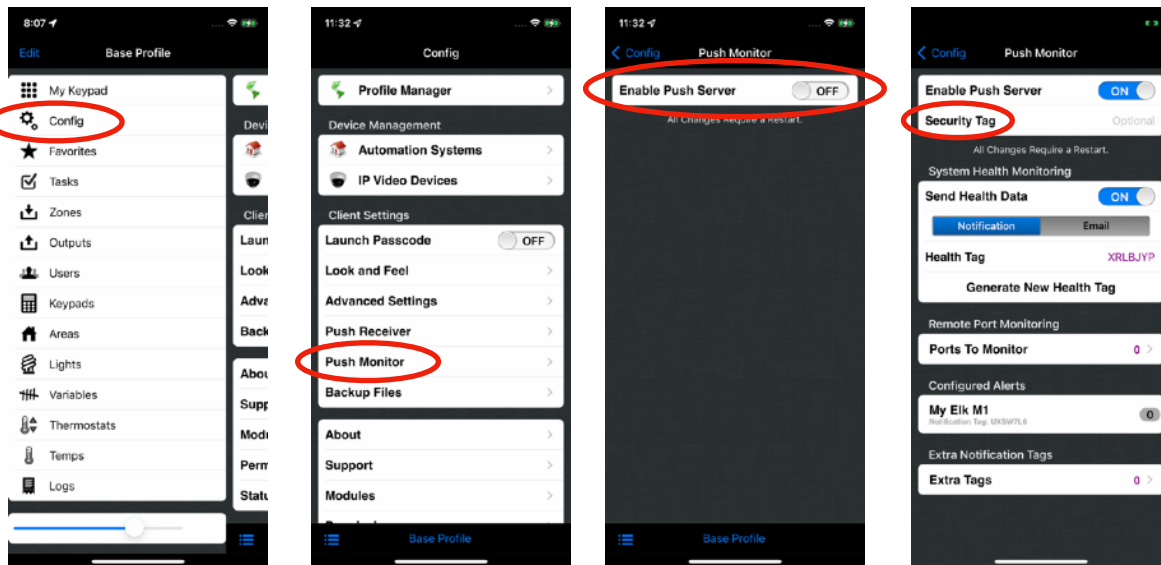 8:07
Edit Base Profile
My Keypad
Config
Favorites
Tasks
Zones
Outputs
Users
Keypads
Areas
Lights
Variables
Thermostats
Temps
Logs
Devi
Clien
Laun
Look
Adva
Back
Abou
Supp
Modu
Perm
Statu
11:32
Config
Profile Manager
Device Management
Automation Systems
IP Video Devices
Client Settings
Launch Passcode OFF
Look and Feel
Advanced Settings
Push Receiver
Push Monitor
Backup Files
About
Support
Modules
Base Profile
11:32
Config Push Monitor
Enable Push Server OFF
All Changes Require a Restart.
Base Profile
Config Push Monitor
Enable Push Server ON
Security Tag Optional
All Changes Require a Restart.
System Health Monitoring
Send Health Data ON
Notification Email
Health Tag XRLBJYP
Generate New Health Tag
Remote Port Monitoring
Ports To Monitor 0
Configured Alerts
My Elk M1 0
Notification Tag: UXSW7L6
Extra Notification Tags
Extra Tags 0